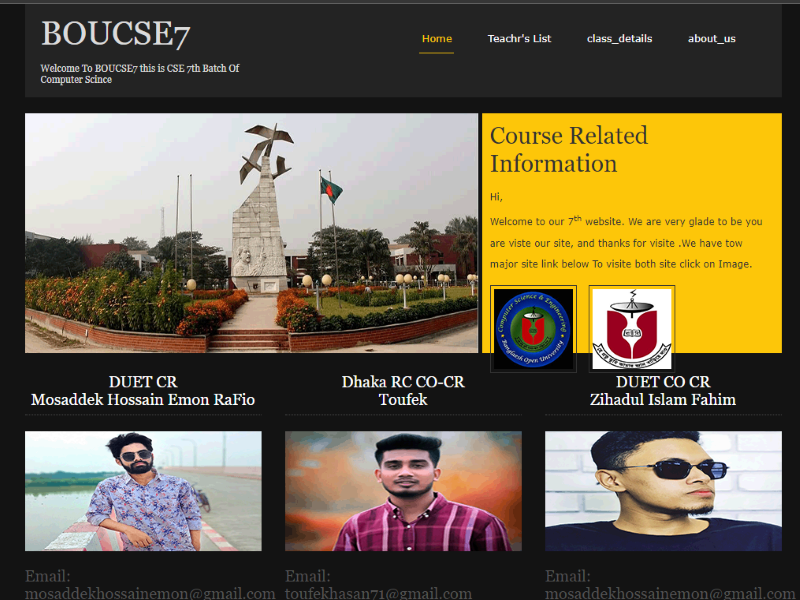 BOUCSE7
Welcome To BOUCSE7 this is CSE 7th Batch Of
Computer Scince
Home
Teachr's List
class_details
about_us
Course Related
Information
Hi,
Welcome to our 7th website. We are very glade to be you
are viste our site, and thanks for visite .We have tow
major site link below To visite both site click on Image.
Computer Science & Engineering
Bangladesh Open University
DUET CR
Mosaddek Hossain Emon RaFio
Dhaka RC CO-CR
Toufek
DUET CO CR
Zihadul Islam Fahim
Email:
mosaddekhossainemon@gmail.com
Email:
toufekhasan71@gmail.com
Email:
mosaddekhossainemon@gmail.com